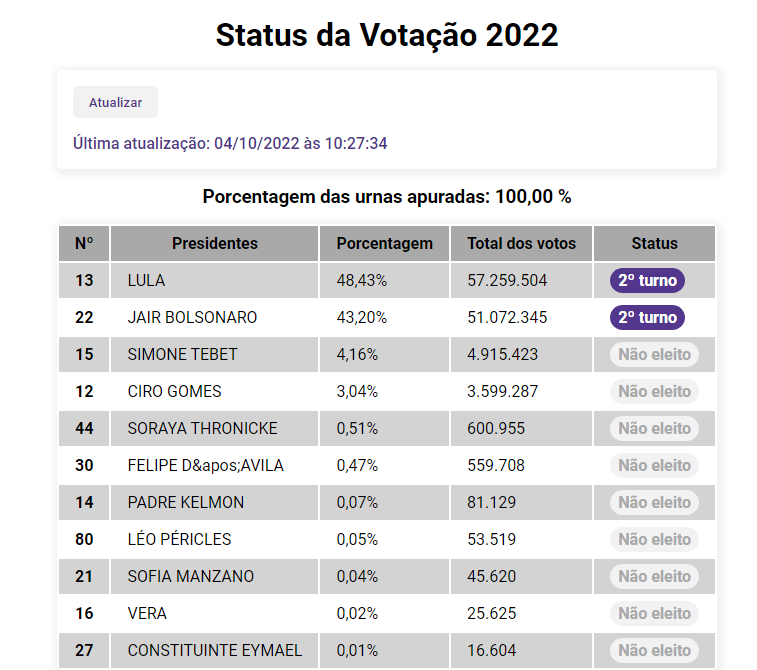 Status da Votação 2022
Atualizar
Última atualização: 04/10/2022 às 10:27:34
Porcentagem das urnas apuradas: 100,00 %
Nº Presidentes Porcentagem Total dos votos Status
13 LULA 48,43% 57.259.504 2º turno
22 JAIR BOLSONARO 43,20% 51.072.345 2º turno
15 SIMONE TEBET 4,16% 4.915.423 Não eleito
12 CIRO GOMES 3,04% 3.599.287 Não eleito
44 SORAYA THRONICKE 0,51% 600.955 Não eleito
30 FELIPE D&apos;AVILA 0,47% 559.708 Não eleito
14 PADRE KELMON 0,07% 81.129 Não eleito
80 LÉO PÉRICLES 0,05% 53.519 Não eleito
21 SOFIA MANZANO 0,04% 45.620 Não eleito
16 VERA 0,02% 25.625 Não eleito
27 CONSTITUINTE EYMAEL 0,01% 16.604 Não eleito